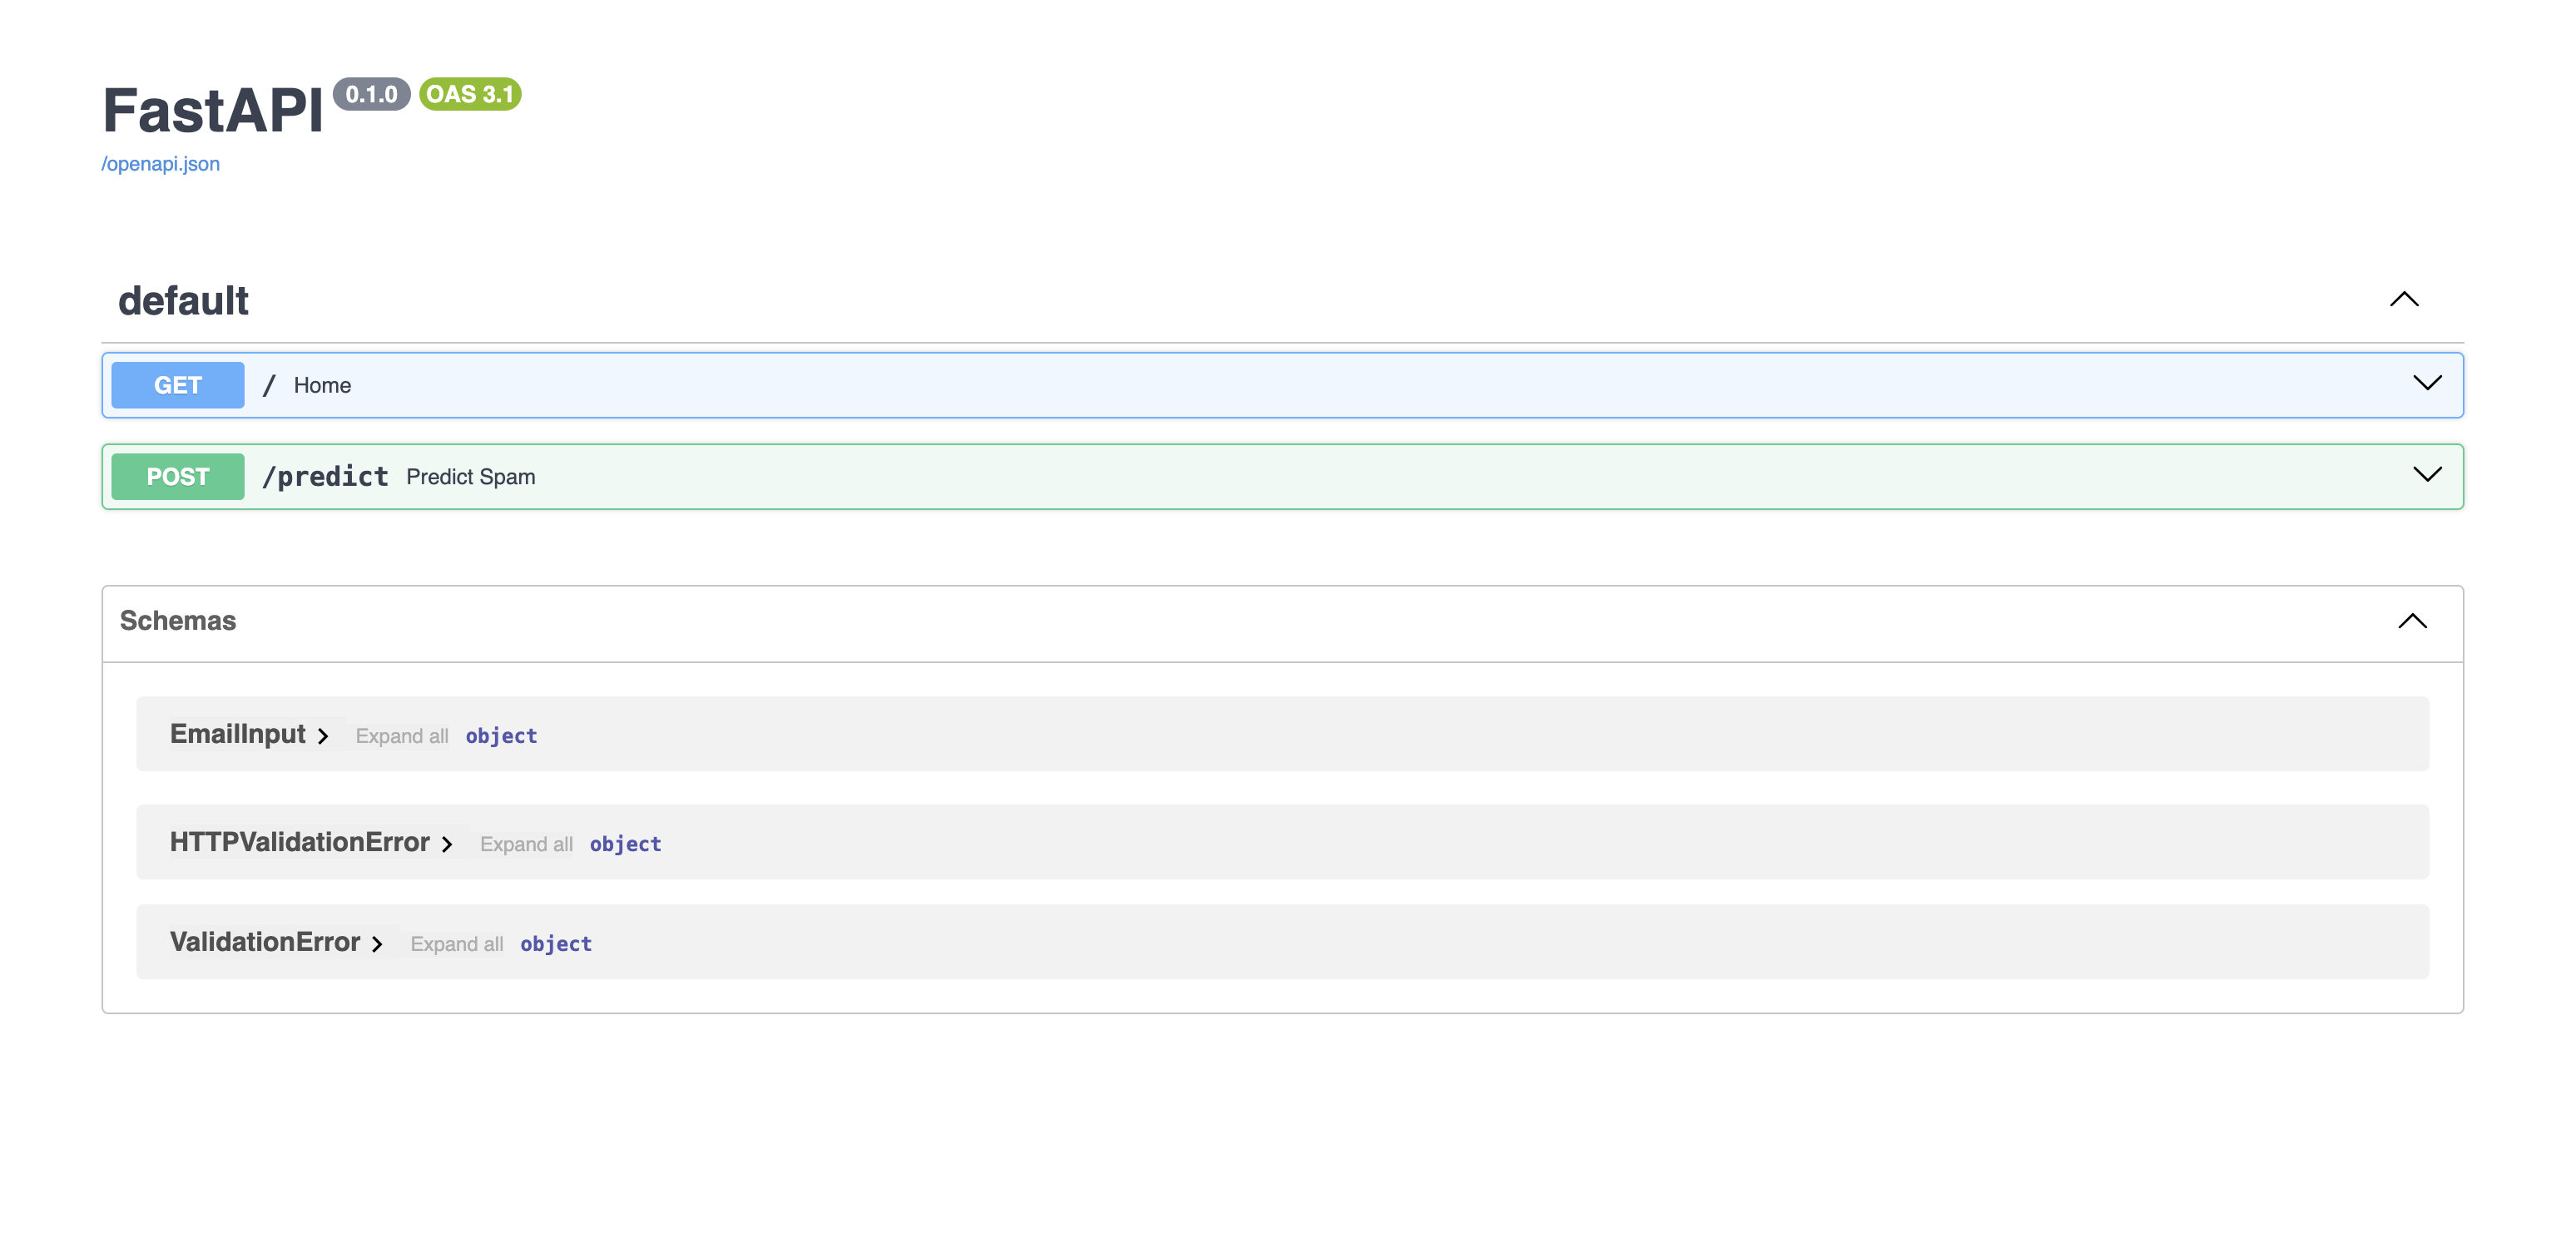 FastAPI 0.1.0 OAS 3.1
/openapi.json
default
GET / Home
POST /predict Predict Spam
Schemas
EmailInput Expand all object
HTTPValidationError Expand all object
ValidationError Expand all object